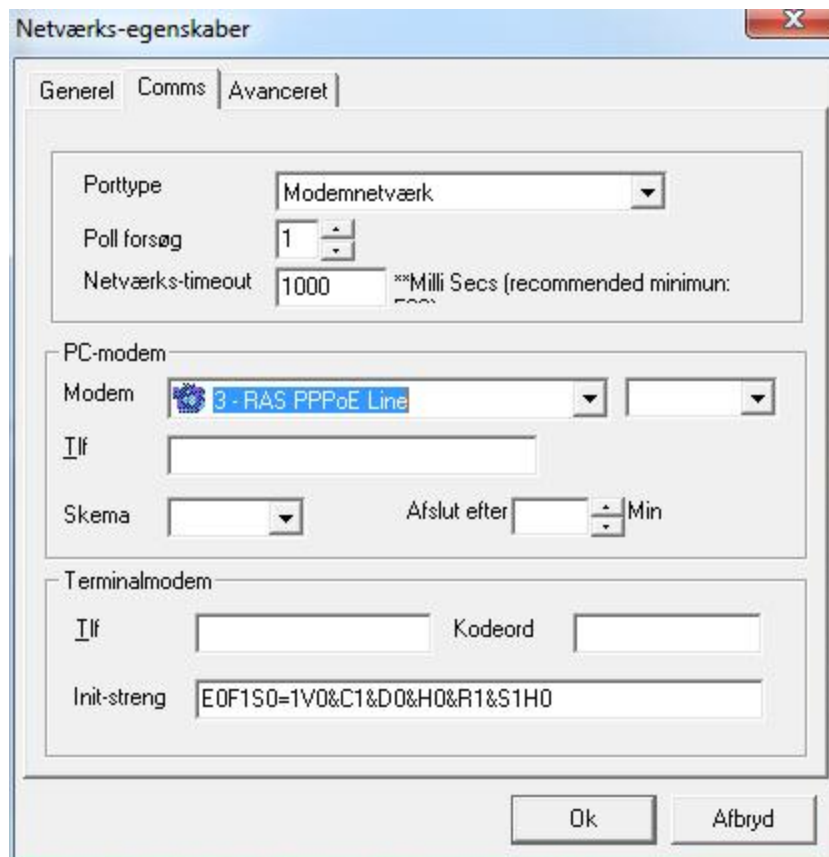 Netværks-egenskaber
Generel Comms Avanceret
Porttype Modemnetværk
Poll forsøg 1
Netværks-timeout 1000 **Milli Secs (recommended minimun:
PC-modem
Modem 3 - RAS PPPoE Line
Tlf
Skema Afslut efter Min
Terminalmodem
Tlf Kodeord
Init-streng E0F1S0=1V0&C1&D0&H0&R1&S1H0
Ok Afbryd